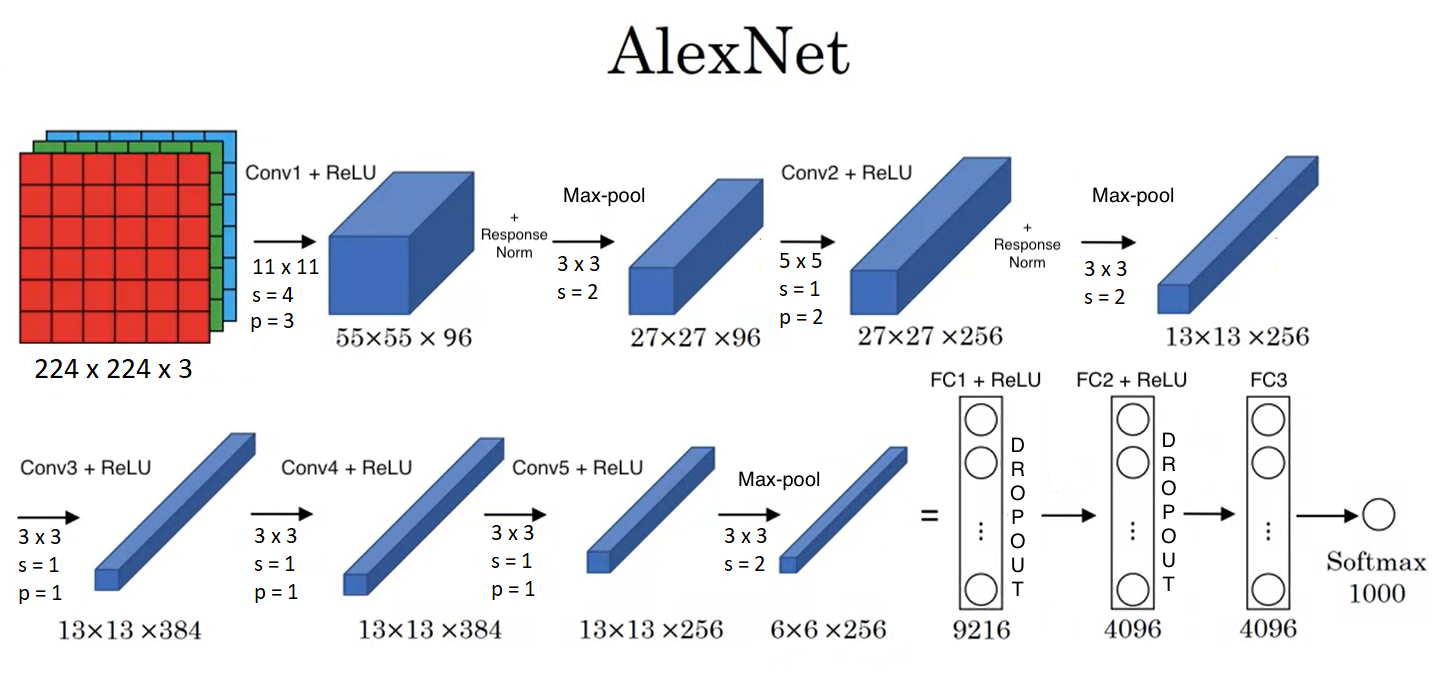 AlexNet
224 x 224 x 3
Conv1 + ReLU
11 x 11
s = 4
p = 3
55×55 × 96
+
Response
Norm
Max-pool
3 x 3
s = 2
27×27 ×96
Conv2 + ReLU
5 x 5
s = 1
p = 2
27×27 ×256
+
Response
Norm
Max-pool
3 x 3
s = 2
13×13 ×256
Conv3 + ReLU
3 x 3
s = 1
p = 1
13×13 ×384
Conv4 + ReLU
3 x 3
s = 1
p = 1
13×13 ×384
Conv5 + ReLU
3 x 3
s = 1
p = 1
13×13 ×256
Max-pool
3 x 3
s = 2
6×6 ×256
=
FC1 + ReLU
DROPOUT
9216
FC2 + ReLU
DROPOUT
4096
FC3
4096
Softmax
1000